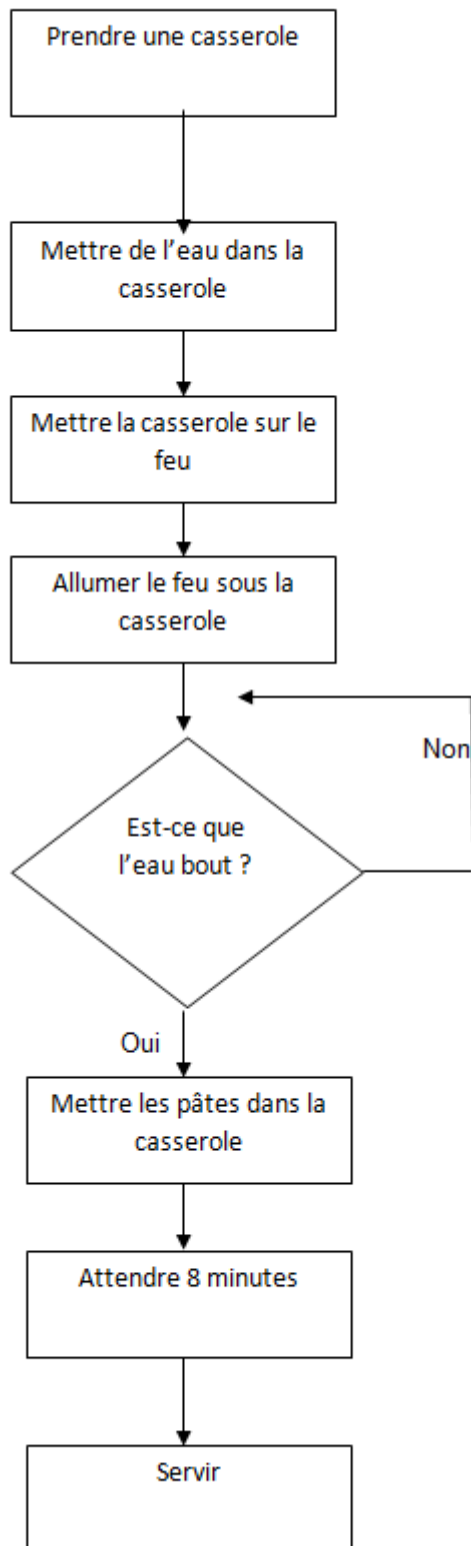 Prendre une casserole
Mettre de l'eau dans la
casserole
Mettre la casserole sur le
feu
Allumer le feu sous la
casserole
Non
Est-ce que
l'eau bout ?
Oui
Mettre les pâtes dans la
casserole
Attendre 8 minutes
Servir